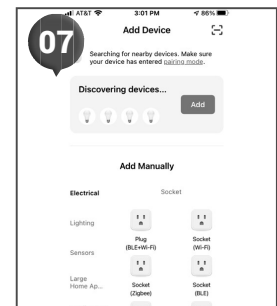 07
AT&T 3:01 PM 86%
Add Device
Searching for nearby devices. Make sure
your device has entered pairing mode.
Discovering devices...
Add
Add Manually
Electrical
Socket
Lighting
Plug
(BLE+Wi-Fi)
Socket
(Wi-Fi)
Sensors
Large
Home Ap...
Socket
(Zigbee)
Socket
(BLE)